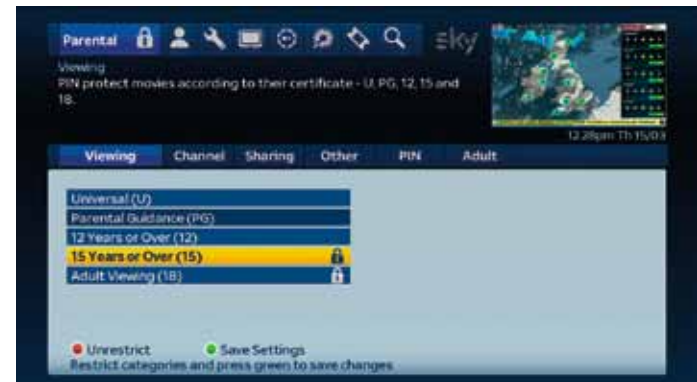 Parental
sky
Viewing
PIN protect movies according to their certificate - U, PG, 12, 15 and
18.
12.28pm Th 15/03
Viewing Channel Sharing Other PIN Adult
Universal (U)
Parental Guidance (PG)
12 Years or Over (12)
15 Years or Over (15)
Adult Viewing (18)
Unrestrict Save Settings
Restrict categories and press green to save changes